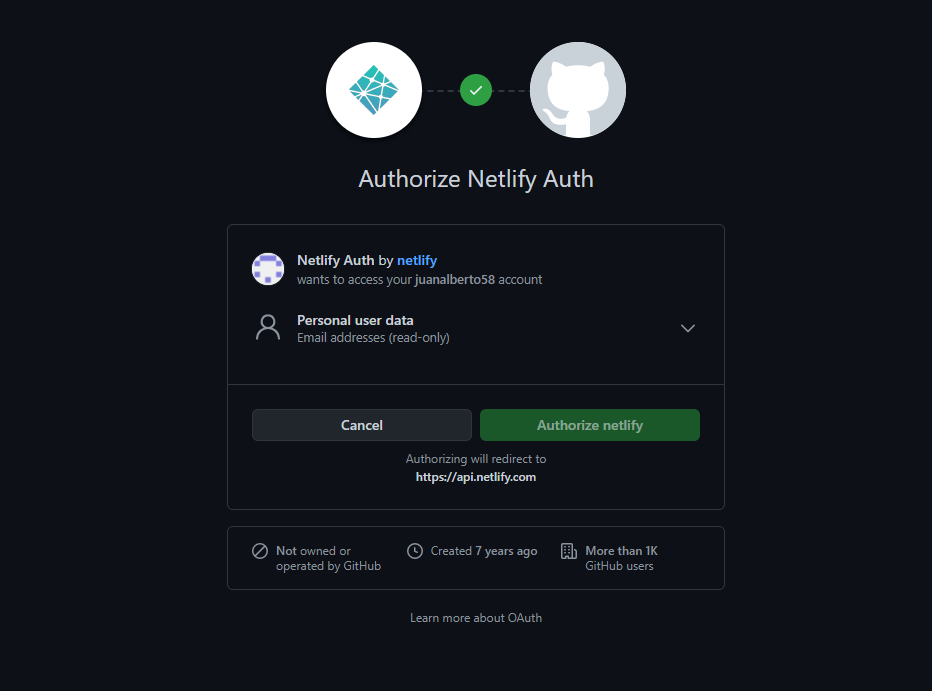 Authorize Netlify Auth
Netlify Auth by netlify
wants to access your juanalberto58 account
Personal user data
Email addresses (read-only)
Cancel
Authorize netlify
Authorizing will redirect to
https://api.netlify.com
Not owned or
operated by GitHub
Created 7 years ago
More than 1K
GitHub users
Learn more about OAuth